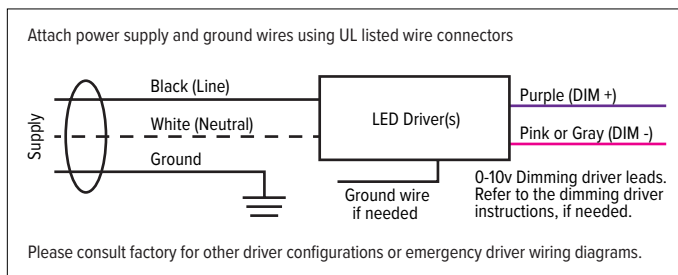 Attach power supply and ground wires using UL listed wire connectors
Supply
Black (Line)
White (Neutral)
Ground
LED Driver(s)
Ground wire
if needed
Purple (DIM +)
Pink or Gray (DIM -)
0-10v Dimming driver leads.
Refer to the dimming driver
instructions, if needed.
Please consult factory for other driver configurations or emergency driver wiring diagrams.